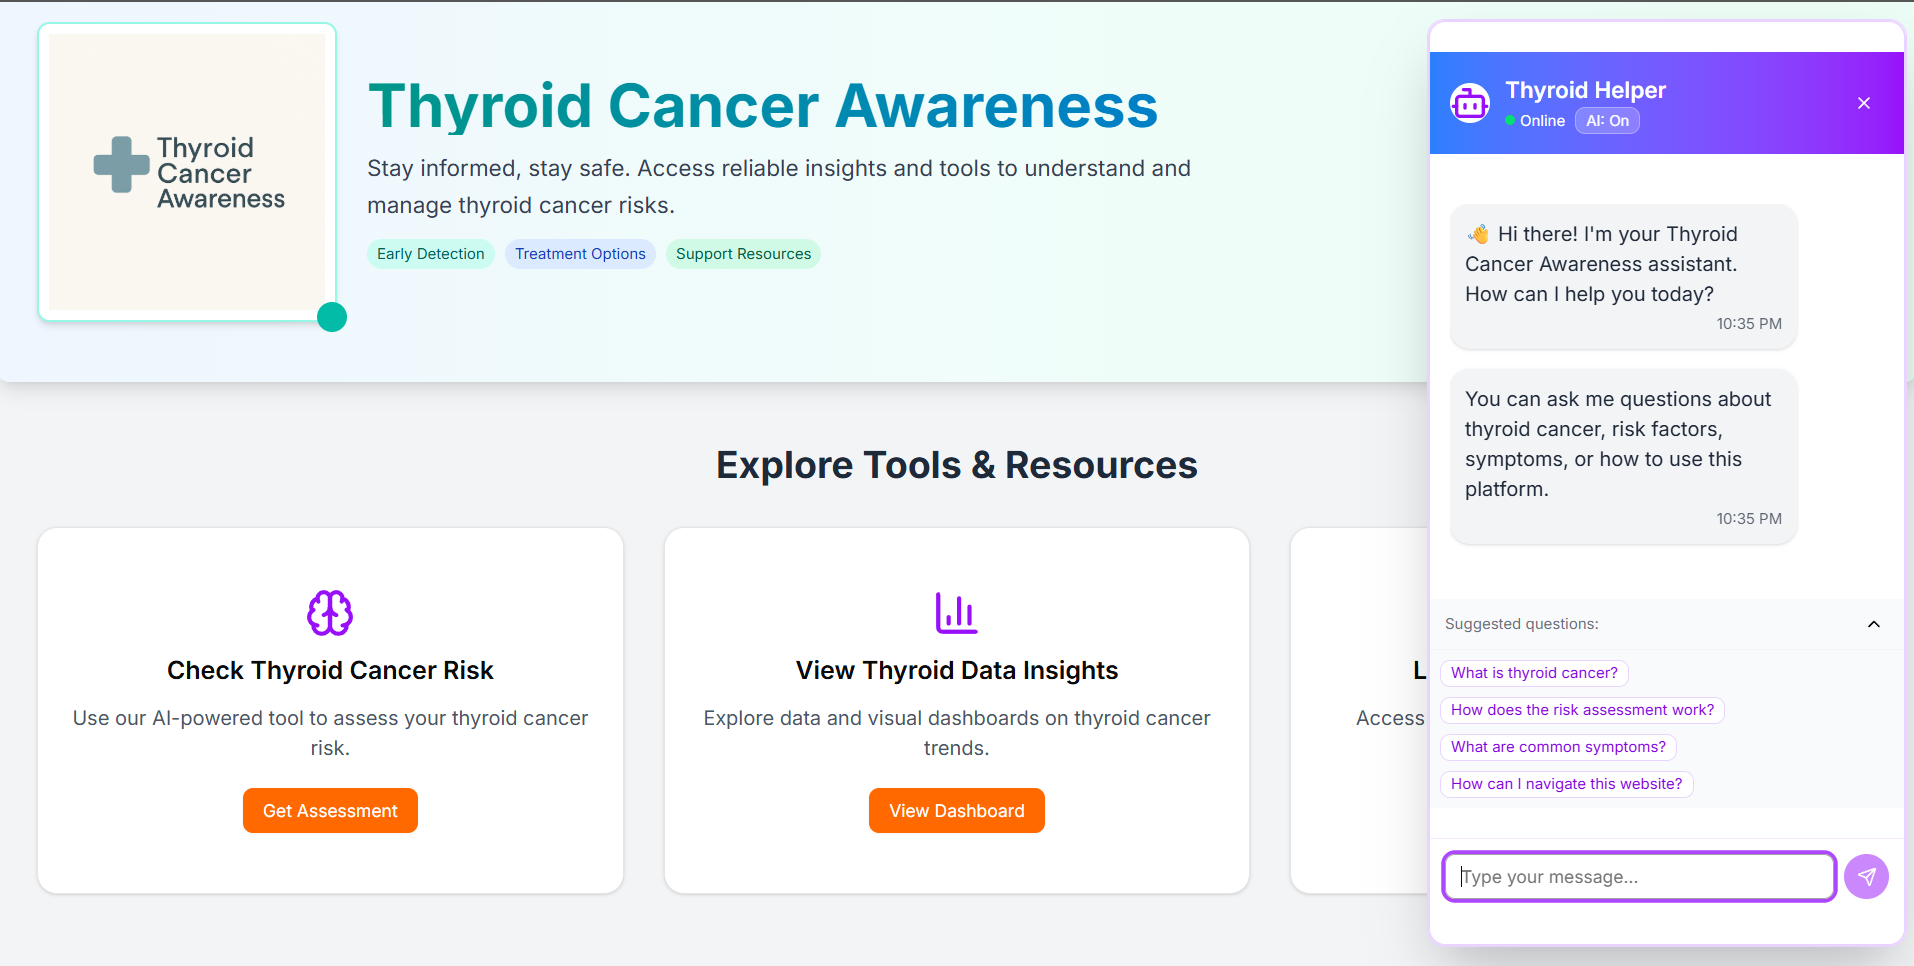 Thyroid
Cancer
Awareness
Thyroid Cancer Awareness
Stay informed, stay safe. Access reliable insights and tools to understand and
manage thyroid cancer risks.
Early Detection
Treatment Options
Support Resources
Explore Tools & Resources
Check Thyroid Cancer Risk
Use our AI-powered tool to assess your thyroid cancer
risk.
Get Assessment
View Thyroid Data Insights
Explore data and visual dashboards on thyroid cancer
trends.
View Dashboard
L
Access
Thyroid Helper
Online
AI: On
👋 Hi there! I'm your Thyroid
Cancer Awareness assistant.
How can I help you today?
10:35 PM
You can ask me questions about
thyroid cancer, risk factors,
symptoms, or how to use this
platform.
10:35 PM
Suggested questions:
What is thyroid cancer?
How does the risk assessment work?
What are common symptoms?
How can I navigate this website?
Type your message...